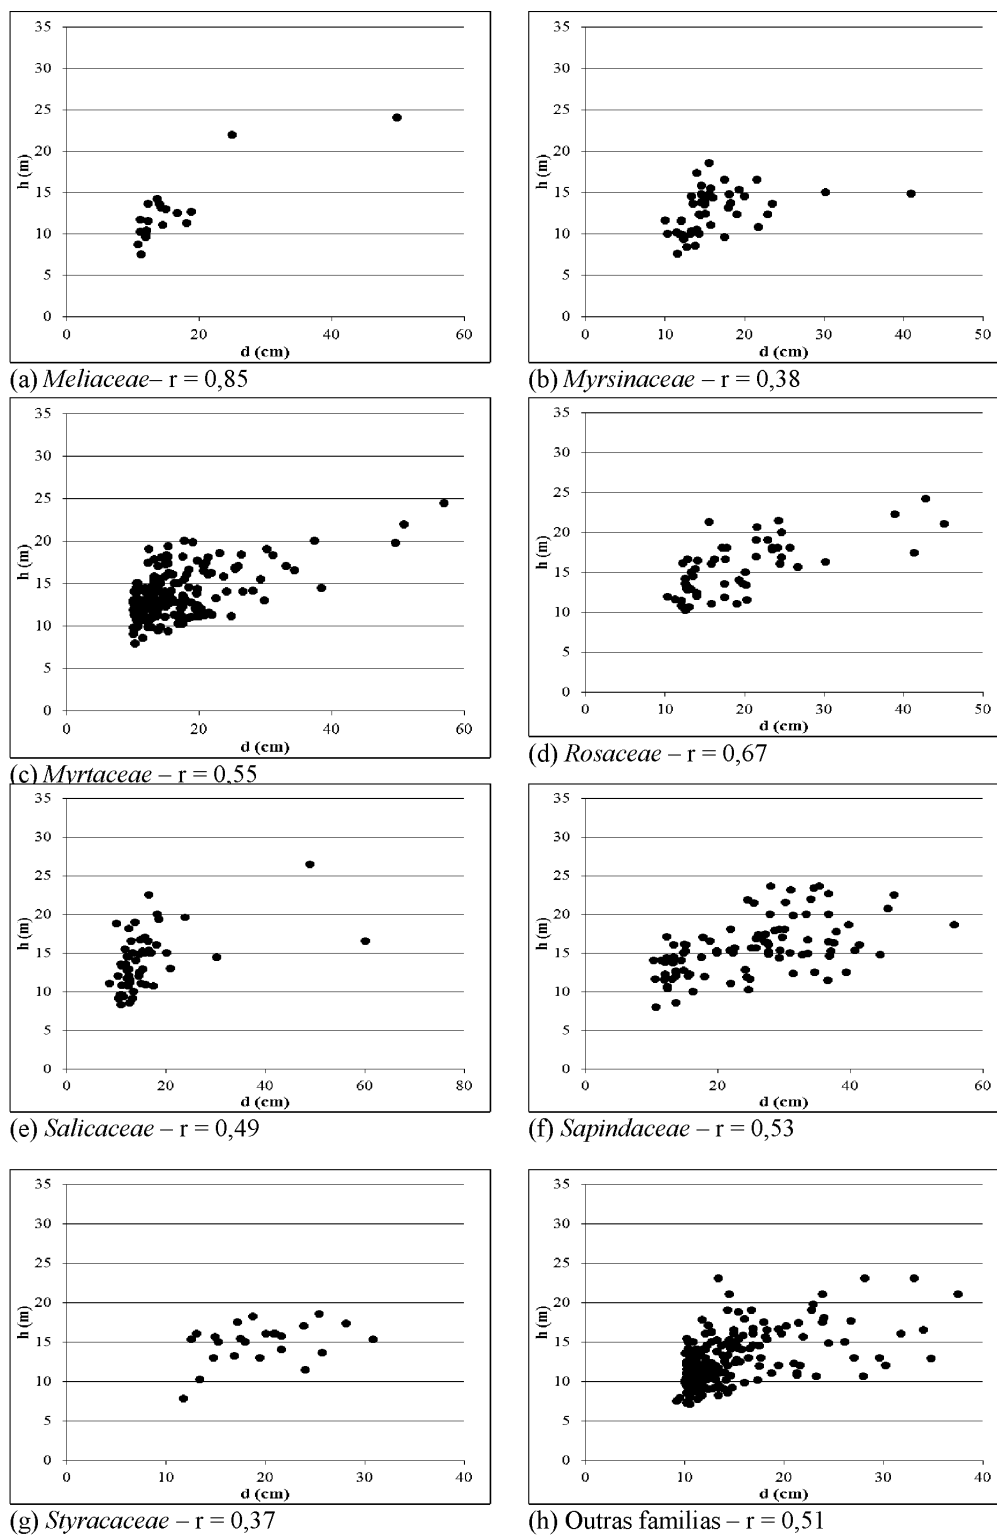 35
30
25
20
15
10
5
0
h (m)
0 20 40 60
d (cm)
(a) Meliaceae– r = 0,85
35
30
25
20
15
10
5
0
h (m)
0 10 20 30 40 50
d (cm)
(b) Myrsinaceae – r = 0,38
35
30
25
20
15
10
5
0
h (m)
0 20 40 60
d (cm)
(c) Myrtaceae – r = 0,55
35
30
25
20
15
10
5
0
h (m)
0 10 20 30 40 50
d (cm)
(d) Rosaceae – r = 0,67
35
30
25
20
15
10
5
0
h (m)
0 20 40 60 80
d (cm)
(e) Salicaceae – r = 0,49
35
30
25
20
15
10
5
0
h (m)
0 20 40 60
d (cm)
(f) Sapindaceae – r = 0,53
35
30
25
20
15
10
5
0
h (m)
0 10 20 30 40
d (cm)
(g) Styracaceae – r = 0,37
35
30
25
20
15
10
5
0
h (m)
0 10 20 30 40
d (cm)
(h) Outras familias – r = 0,51